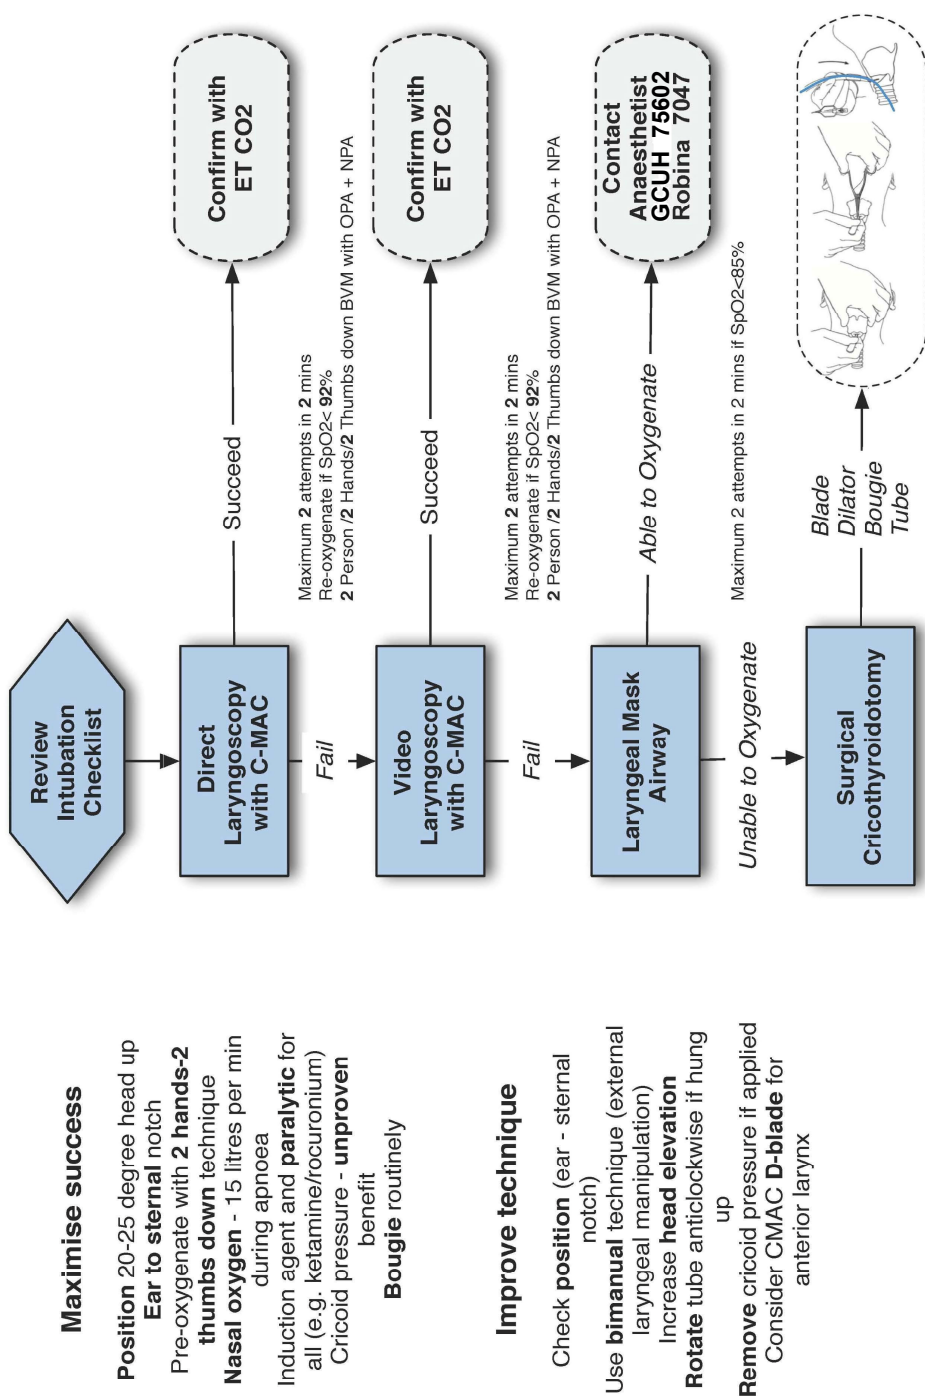 Maximise success
Position 20-25 degree head up
Ear to sternal notch
Pre-oxygenate with 2 hands-2
thumbs down technique
Nasal oxygen - 15 litres per min
during apnoea
Induction agent and paralytic for
all (e.g. ketamine/rocuronium)
Cricoid pressure - unproven
benefit
Bougie routinely
Improve technique
Check position (ear - sternal
notch)
Use bimanual technique (external
laryngeal manipulation)
Increase head elevation
Rotate tube anticlockwise if hung
up
Remove cricoid pressure if applied
Consider CMAC D-blade for
anterior larynx
Review
Intubation
Checklist
Direct
Laryngoscopy
with C-MAC
Succeed
Confirm with
ET CO2
Fail
Maximum 2 attempts in 2 mins
Re-oxygenate if SpO2< 92%
2 Person /2 Hands/2 Thumbs down BVM with OPA + NPA
Video
Laryngoscopy
with C-MAC
Succeed
Confirm with
ET CO2
Fail
Maximum 2 attempts in 2 mins
Re-oxygenate if SpO2< 92%
2 Person /2 Hands/2 Thumbs down BVM with OPA + NPA
Laryngeal Mask
Airway
Able to Oxygenate
Contact
Anaesthetist
GCUH 75602
Robina 7047
Unable to Oxygenate
Maximum 2 attempts in 2 mins if SpO2<85%
Surgical
Cricothyroidotomy
Blade
Dilator
Bougie
Tube